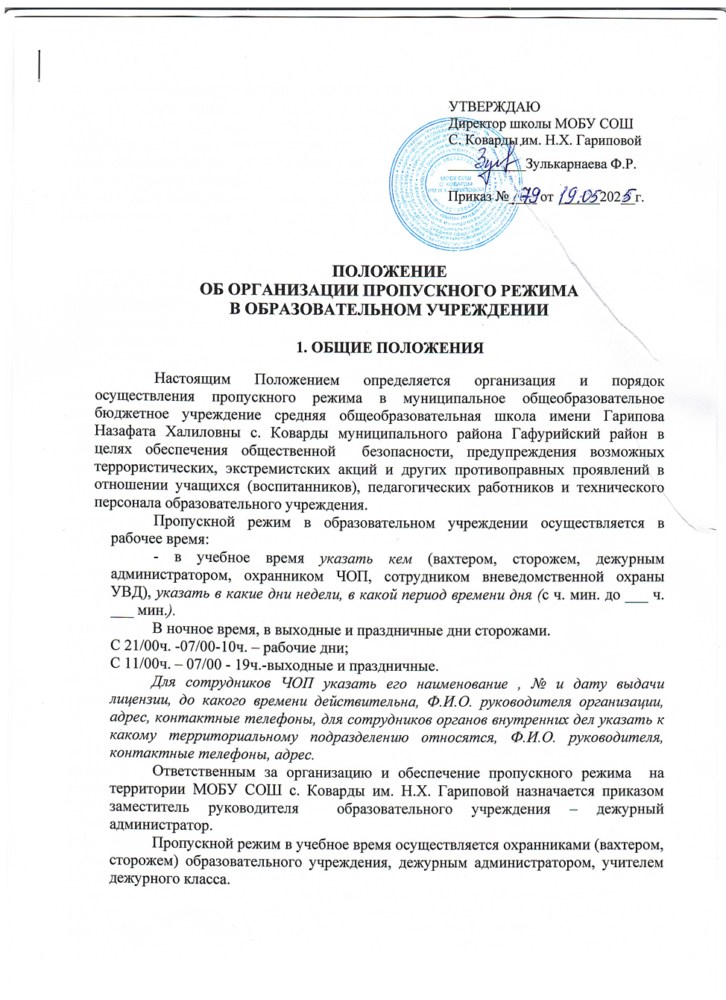 УТВЕРЖДАЮ
Директор школы МОБУ СОШ
С. Коварды им. Н.Х. Гариповой
__________Зулькарнаева Ф.Р.
Приказ № 79 от 19.05 2025 г.
МОБУ СОШ
С. КОВАРДЫ
ИМ Н.Х. ГАРИПОВОЙ
ПОЛОЖЕНИЕ
ОБ ОРГАНИЗАЦИИ ПРОПУСКНОГО РЕЖИМА
В ОБРАЗОВАТЕЛЬНОМ УЧРЕЖДЕНИИ
1. ОБЩИЕ ПОЛОЖЕНИЯ
Настоящим Положением определяется организация и порядок
осуществления пропускного режима в муниципальное общеобразовательное
бюджетное учреждение средняя общеобразовательная школа имени Гарипова
Назафата Халиловны с. Коварды муниципального района Гафурийский район в
целях обеспечения общественной безопасности, предупреждения возможных
террористических, экстремистских акций и других противоправных проявлений в
отношении учащихся (воспитанников), педагогических работников и технического
персонала образовательного учреждения.
Пропускной режим в образовательном учреждении осуществляется в
рабочее время:
- в учебное время указать кем (вахтером, сторожем, дежурным
администратором, охранником ЧОП, сотрудником вневедомственной охраны
УВД), указать в какие дни недели, в какой период времени дня (с ч. мин. до ___ ч.
___ мин.).
В ночное время, в выходные и праздничные дни сторожами.
С 21/00ч. -07/00-10ч. – рабочие дни;
С 11/00ч. – 07/00 - 19ч.-выходные и праздничные.
Для сотрудников ЧОП указать его наименование , № и дату выдачи
лицензии, до какого времени действительна, Ф.И.О. руководителя организации,
адрес, контактные телефоны, для сотрудников органов внутренних дел указать к
какому территориальному подразделению относятся, Ф.И.О. руководителя,
контактные телефоны, адрес.
Ответственным за организацию и обеспечение пропускного режима на
территории МОБУ СОШ с. Коварды им. Н.Х. Гариповой назначается приказом
заместитель руководителя образовательного учреждения – дежурный
администратор.
Пропускной режим в учебное время осуществляется охранниками (вахтером,
сторожем) образовательного учреждения, дежурным администратором, учителем
дежурного класса.